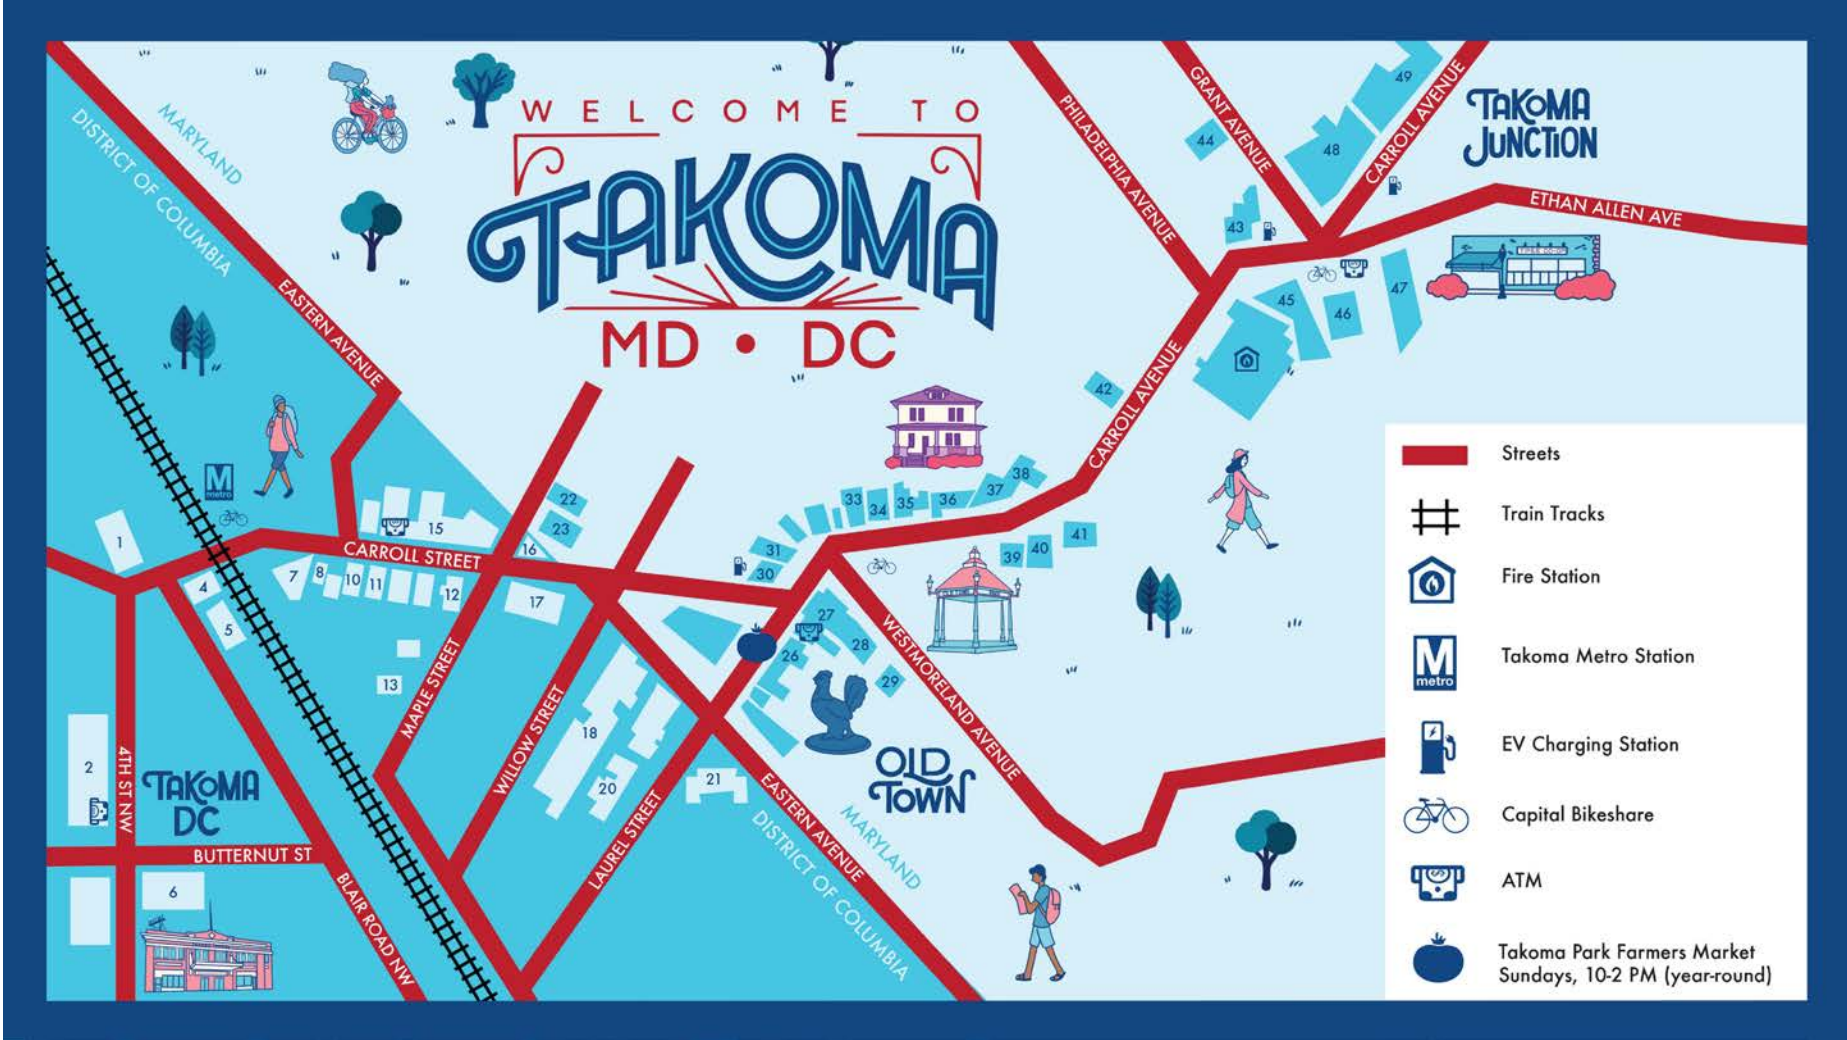 WELCOME TO
TAKOMA
MD • DC
MARYLAND
DISTRICT OF COLUMBIA
EASTERN AVENUE
PHILADELPHIA AVENUE
GRANT AVENUE
CARROLL AVENUE
TAKOMA
JUNCTION
ETHAN ALLEN AVE
44
43
48
49
45
46
47
42
CARROLL AVENUE
M
metro
1
15
CARROLL STREET
16
22
23
4
5
7
8
10
11
12
13
17
31
30
33
34
35
36
37
38
39
40
41
27
26
28
29
WESTMORELAND AVENUE
MAPLE STREET
WILLOW STREET
18
20
21
LAUREL STREET
OLD
TOWN
EASTERN AVENUE
MARYLAND
DISTRICT OF COLUMBIA
2
4TH ST NW
TAKOMA
DC
BUTTERNUT ST
6
BLAIR ROAD NW
Streets
Train Tracks
Fire Station
M
metro
Takoma Metro Station
EV Charging Station
Capital Bikeshare
ATM
Takoma Park Farmers Market
Sundays, 10-2 PM (year-round)